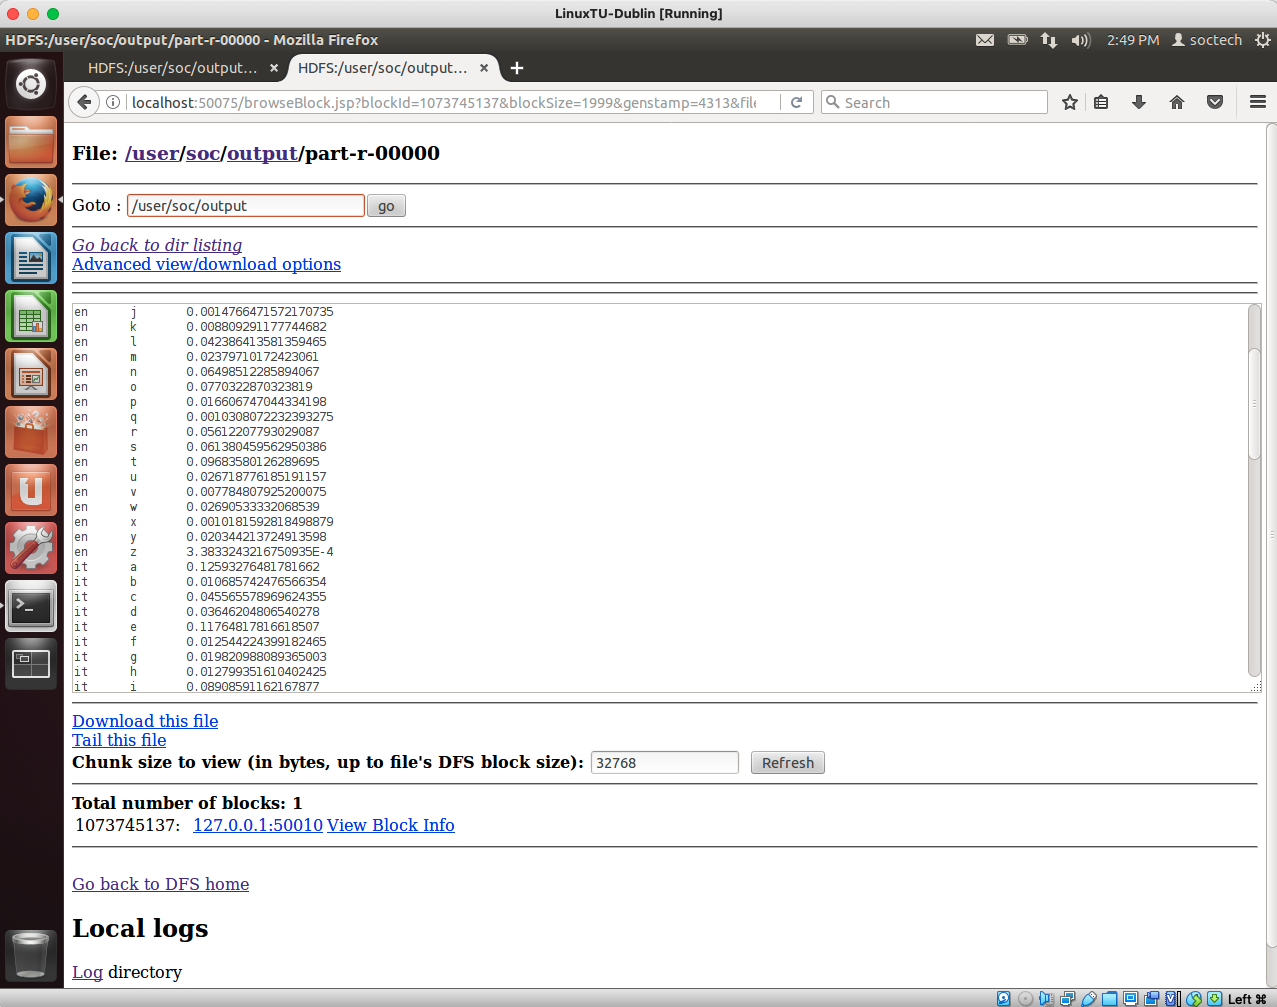 LinuxTU-Dublin [Running]
HDFS:/user/soc/output/part-r-00000 - Mozilla Firefox
2:49 PM soctech
HDFS:/user/soc/output... ×
HDFS:/user/soc/output... ×
localhost:50075/browseBlock.jsp?blockId=1073745137&blockSize=1999&genstamp=4313&file
Search
File: /user/soc/output/part-r-00000
Goto : /user/soc/output go
Go back to dir listing
Advanced view/download options
en j 0.0014766471572170735
en k 0.008809291177744682
en l 0.042386413581359465
en m 0.02379710172423061
en n 0.06498512285894067
en o 0.0770322870323819
en p 0.016606747044334198
en q 0.0010308072232393275
en r 0.05612207793029087
en s 0.061380459562950386
en t 0.09683580126289695
en u 0.026718776185191157
en v 0.007784807925200075
en w 0.02690533332068539
en x 0.0010181592818498879
en y 0.020344213724913598
en z 3.3833243216750935E-4
it a 0.12593276481781662
it b 0.010685742476566354
it c 0.045565578969624355
it d 0.03646204806540278
it e 0.11764817816618507
it f 0.012544224399182465
it g 0.019820988089365003
it h 0.012799351610402425
it i 0.08908591162167877
Download this file
Tail this file
Chunk size to view (in bytes, up to file's DFS block size): 32768 Refresh
Total number of blocks: 1
1073745137: 127.0.0.1:50010 View Block Info
Go back to DFS home
Local logs
Log directory
Left ⌘